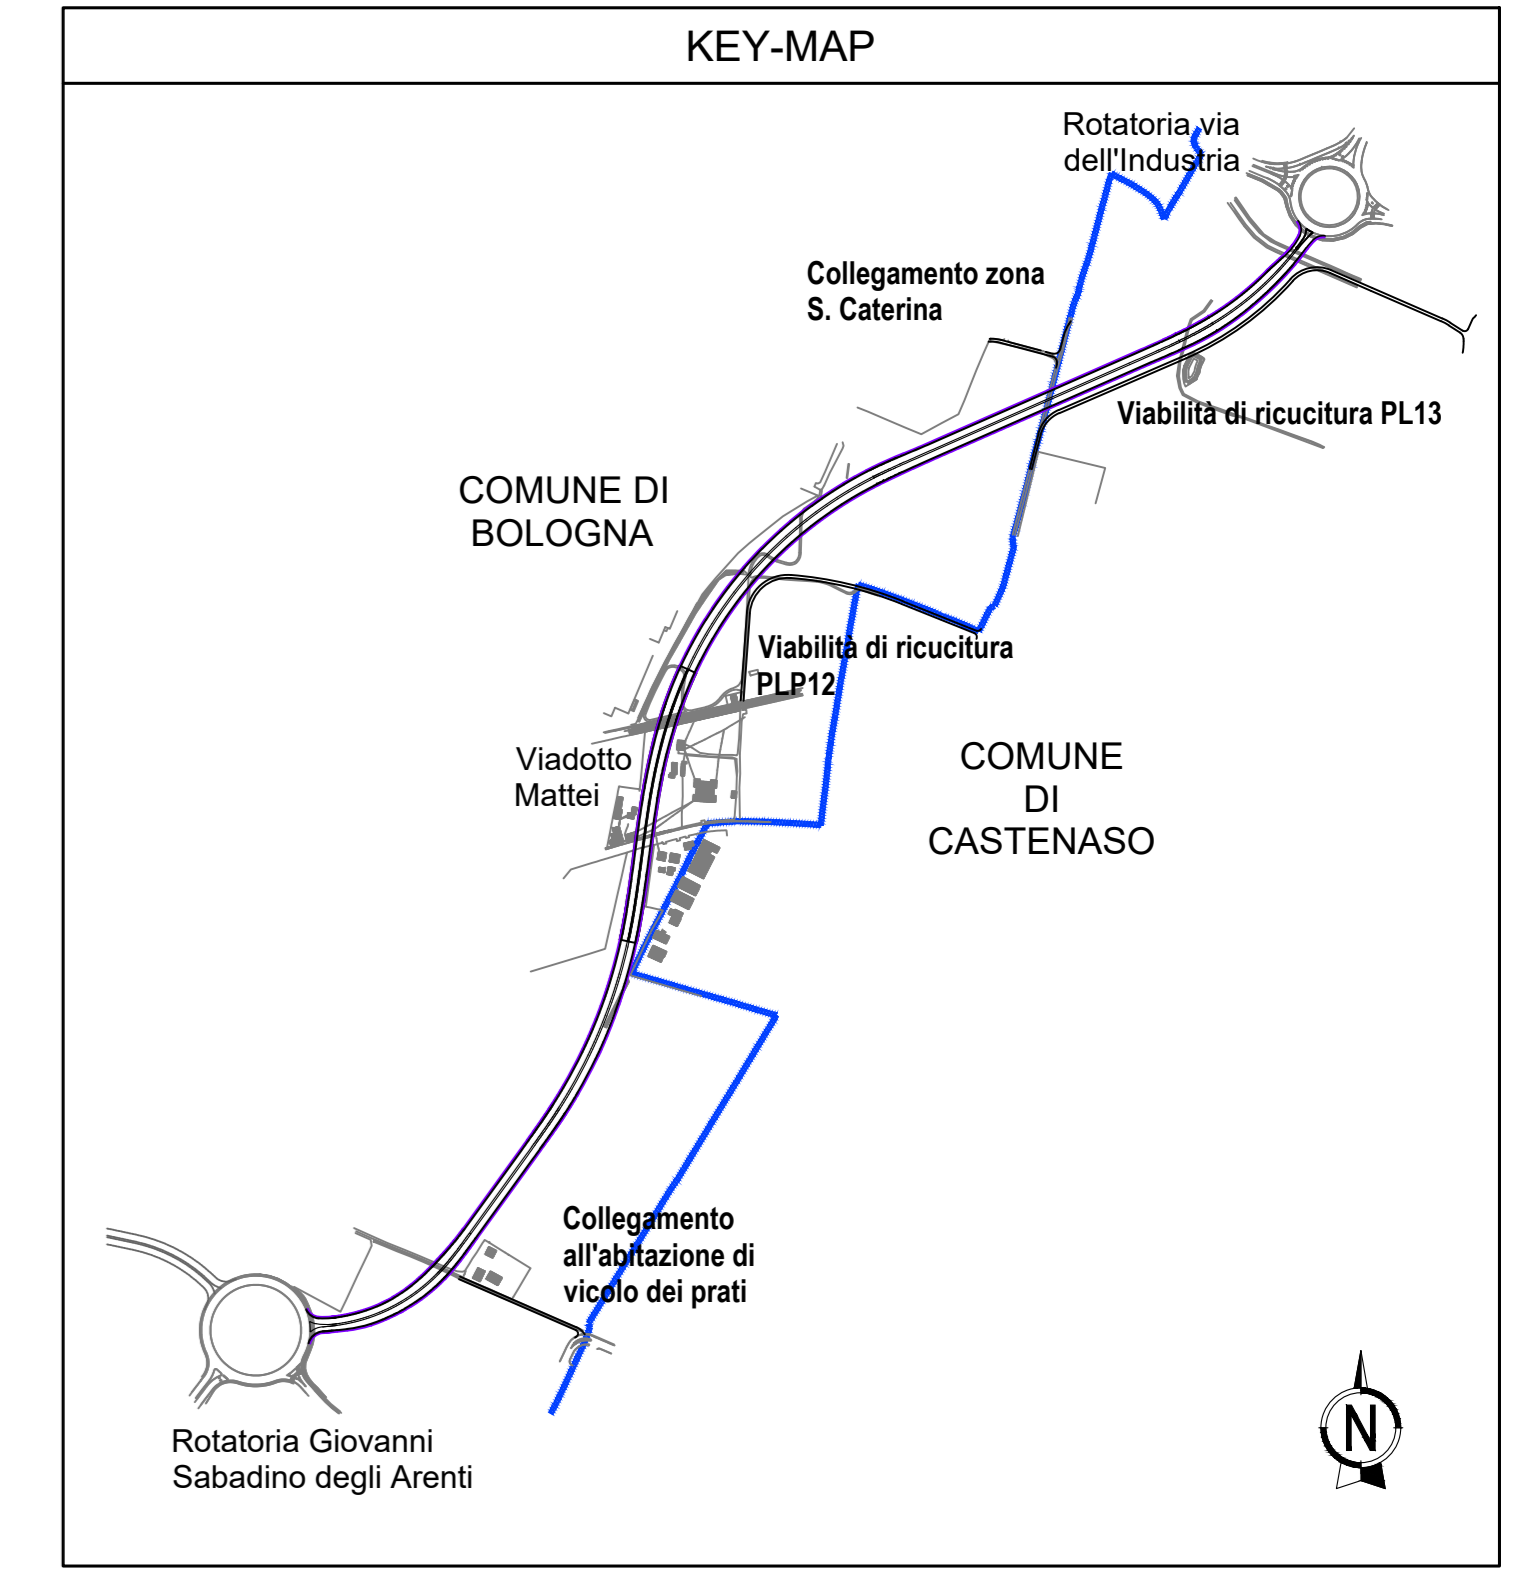 KEY-MAP
Rotatoria via
dell'Industria
Collegamento zona
S. Caterina
Viabilità di ricucitura PL13
COMUNE DI
BOLOGNA
Viabilità di ricucitura
PLP12
Viadotto
Mattei
COMUNE
DI
CASTENASO
Collegamento
all'abitazione di
vicolo dei prati
Rotatoria Giovanni
Sabadino degli Arenti
N